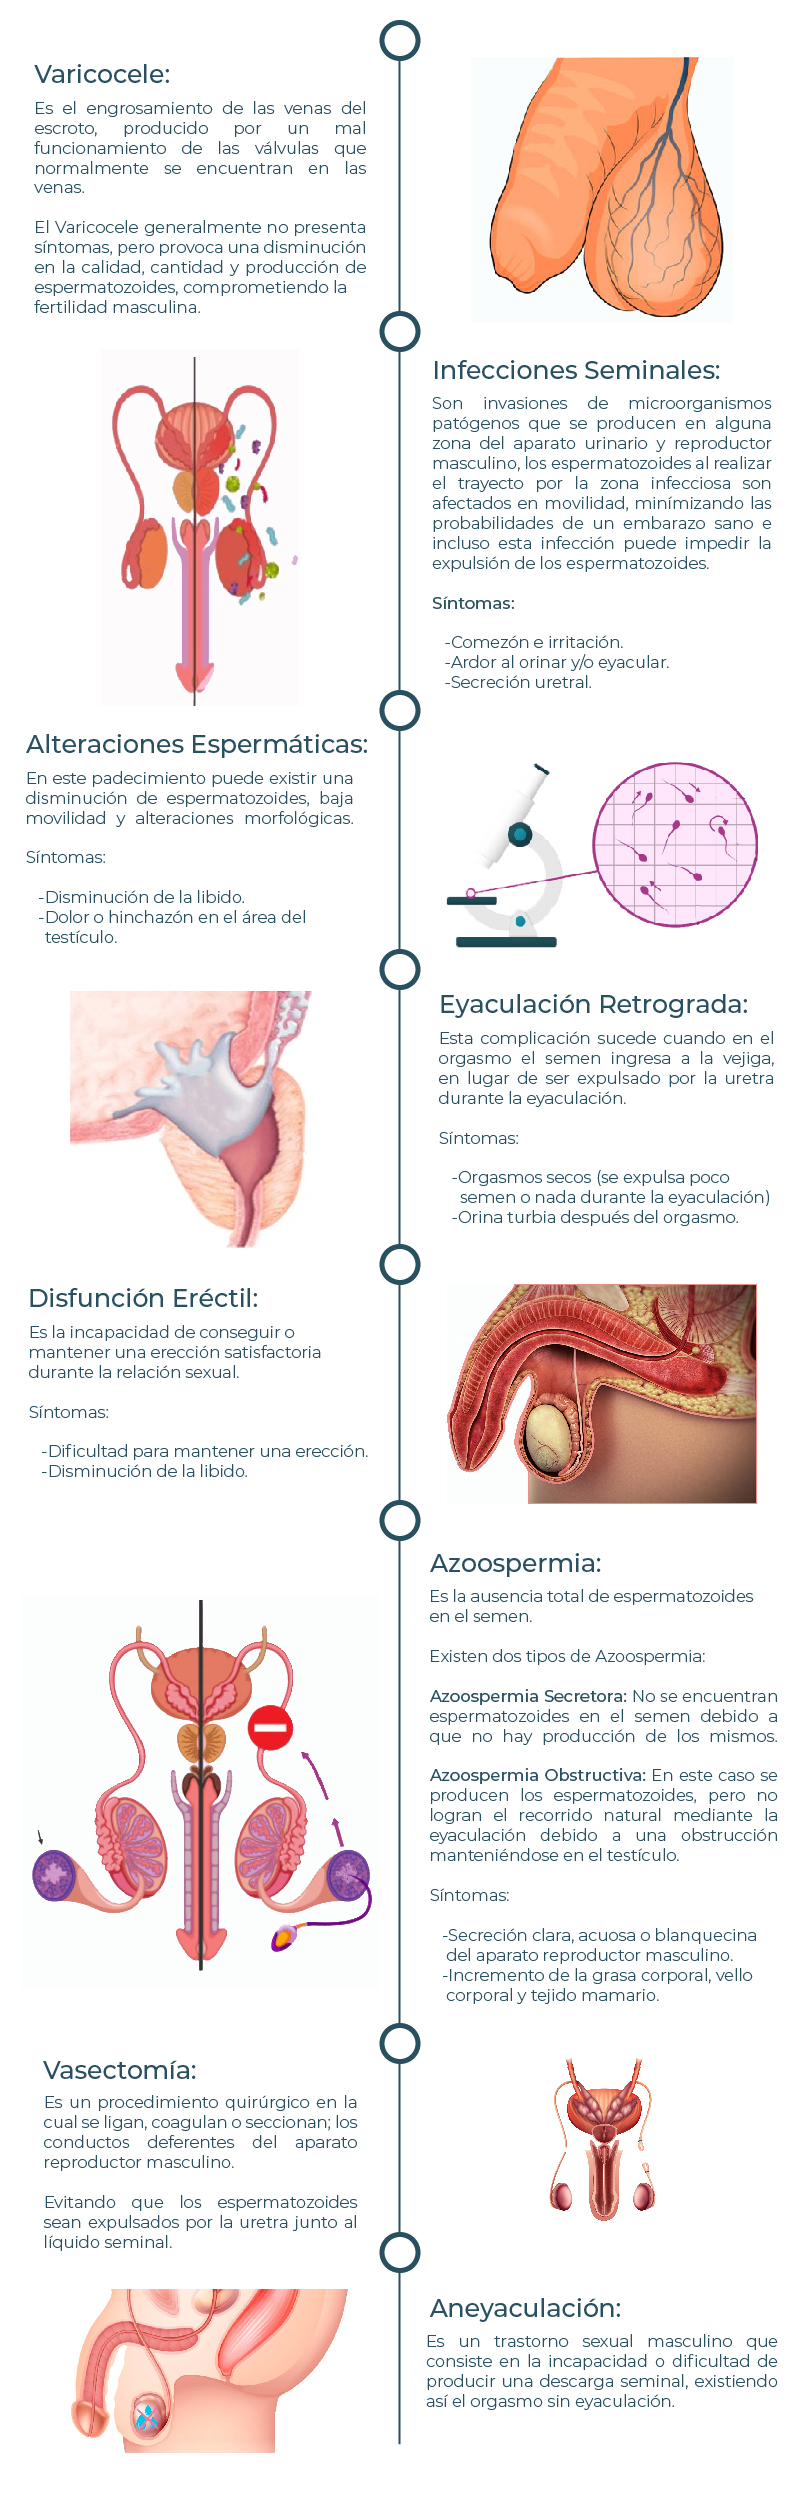 Varicocele:
Es el engrosamiento de las venas del
escroto, producido por un mal
funcionamiento de las válvulas que
normalmente se encuentran en las
venas.
El Varicocele generalmente no presenta
síntomas, pero provoca una disminución
en la calidad, cantidad y producción de
espermatozoides, comprometiendo la
fertilidad masculina.
Infecciones Seminales:
Son invasiones de microorganismos
patógenos que se producen en alguna
zona del aparato urinario y reproductor
masculino, los espermatozoides al realizar
el trayecto por la zona infecciosa son
afectados en movilidad, minímizando las
probabilidades de un embarazo sano e
incluso esta infección puede impedir la
expulsión de los espermatozoides.
Síntomas:
-Comezón e irritación.
-Ardor al orinar y/o eyacular.
-Secreción uretral.
Alteraciones Espermáticas:
En este padecimiento puede existir una
disminución de espermatozoides, baja
movilidad y alteraciones morfológicas.
Síntomas:
-Disminución de la libido.
-Dolor o hinchazón en el área del
testículo.
Eyaculación Retrograda:
Esta complicación sucede cuando en el
orgasmo el semen ingresa a la vejiga,
en lugar de ser expulsado por la uretra
durante la eyaculación.
Síntomas:
-Orgasmos secos (se expulsa poco
semen o nada durante la eyaculación)
-Orina turbia después del orgasmo.
Disfunción Eréctil:
Es la incapacidad de conseguir o
mantener una erección satisfactoria
durante la relación sexual.
Síntomas:
-Dificultad para mantener una erección.
-Disminución de la libido.
Azoospermia:
Es la ausencia total de espermatozoides
en el semen.
Existen dos tipos de Azoospermia:
Azoospermia Secretora: No se encuentran
espermatozoides en el semen debido a
que no hay producción de los mismos.
Azoospermia Obstructiva: En este caso se
producen los espermatozoides, pero no
logran el recorrido natural mediante la
eyaculación debido a una obstrucción
manteniéndose en el testículo.
Síntomas:
-Secreción clara, acuosa o blanquecina
del aparato reproductor masculino.
-Incremento de la grasa corporal, vello
corporal y tejido mamario.
Vasectomía:
Es un procedimiento quirúrgico en la
cual se ligan, coagulan o seccionan; los
conductos deferentes del aparato
reproductor masculino.
Evitando que los espermatozoides
sean expulsados por la uretra junto al
líquido seminal.
Aneyaculación:
Es un trastorno sexual masculino que
consiste en la incapacidad o dificultad de
producir una descarga seminal, existiendo
así el orgasmo sin eyaculación.